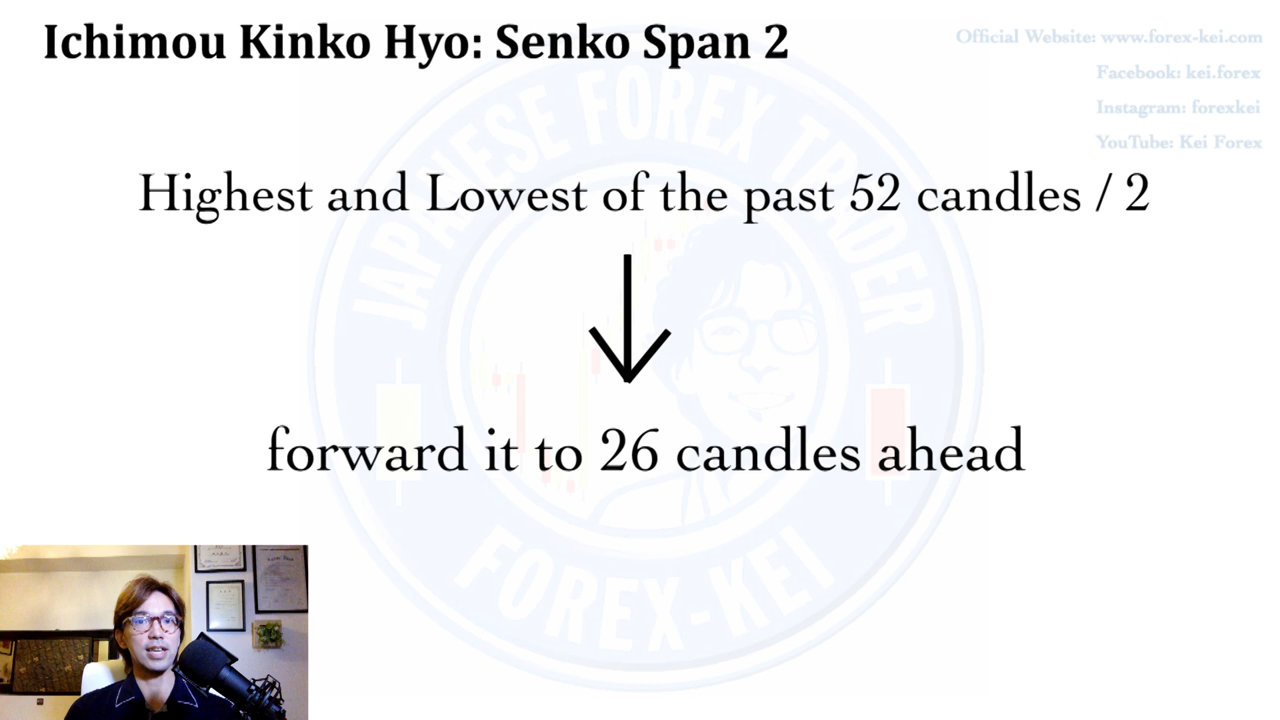 Ichimou Kinko Hyo: Senko Span 2
Official Website: www.forex-kei.com
Facebook: kei.forex
Instagram: forexkei
YouTube: Kei Forex
Highest and Lowest of the past 52 candles / 2
forward it to 26 candles ahead
JAPANESE FOREX TRADER
FOREX-KEI